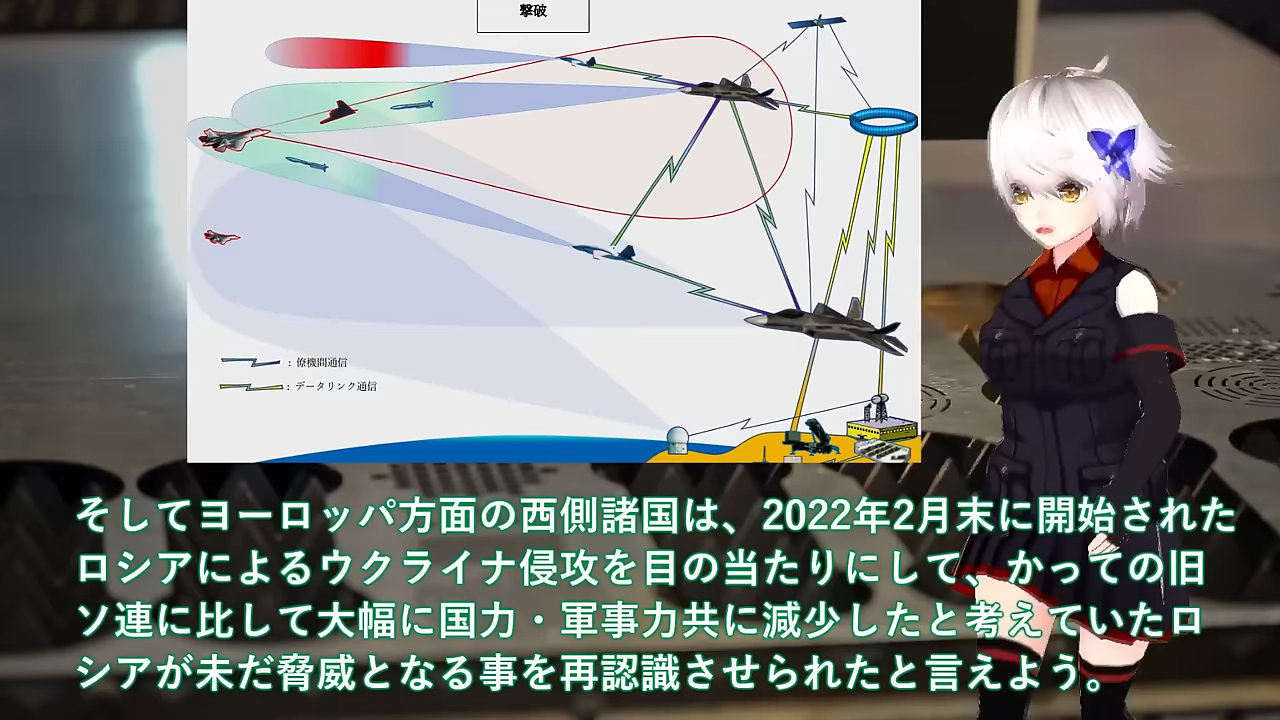 撃破
：僚機間通信
：データリンク通信
そしてヨーロッパ方面の西側諸国は、2022年2月末に開始された
ロシアによるウクライナ侵攻を目の当たりにして、かっての旧
ソ連に比して大幅に国力・軍事力共に減少したと考えていたロ
シアが未だ脅威となる事を再認識させられたと言えよう。